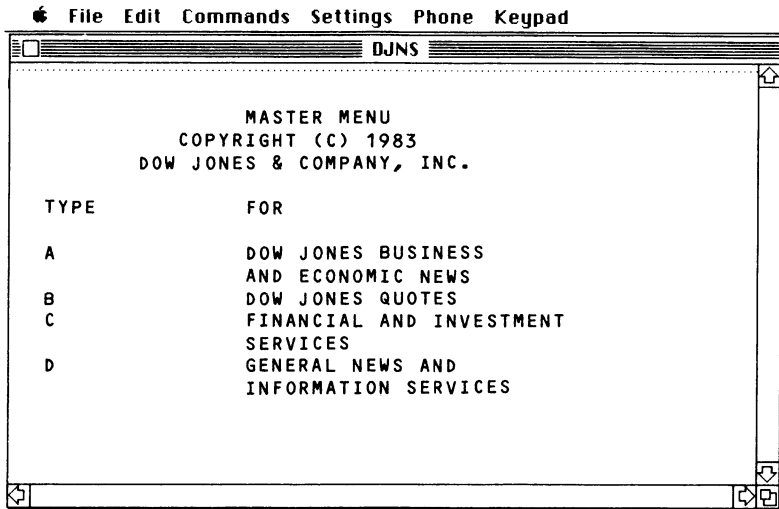 File Edit Commands Settings Phone Keypad
DJNS
MASTER MENU
COPYRIGHT (C) 1983
DOW JONES & COMPANY, INC.
TYPE FOR
A DOW JONES BUSINESS
AND ECONOMIC NEWS
B DOW JONES QUOTES
C FINANCIAL AND INVESTMENT
SERVICES
D GENERAL NEWS AND
INFORMATION SERVICES